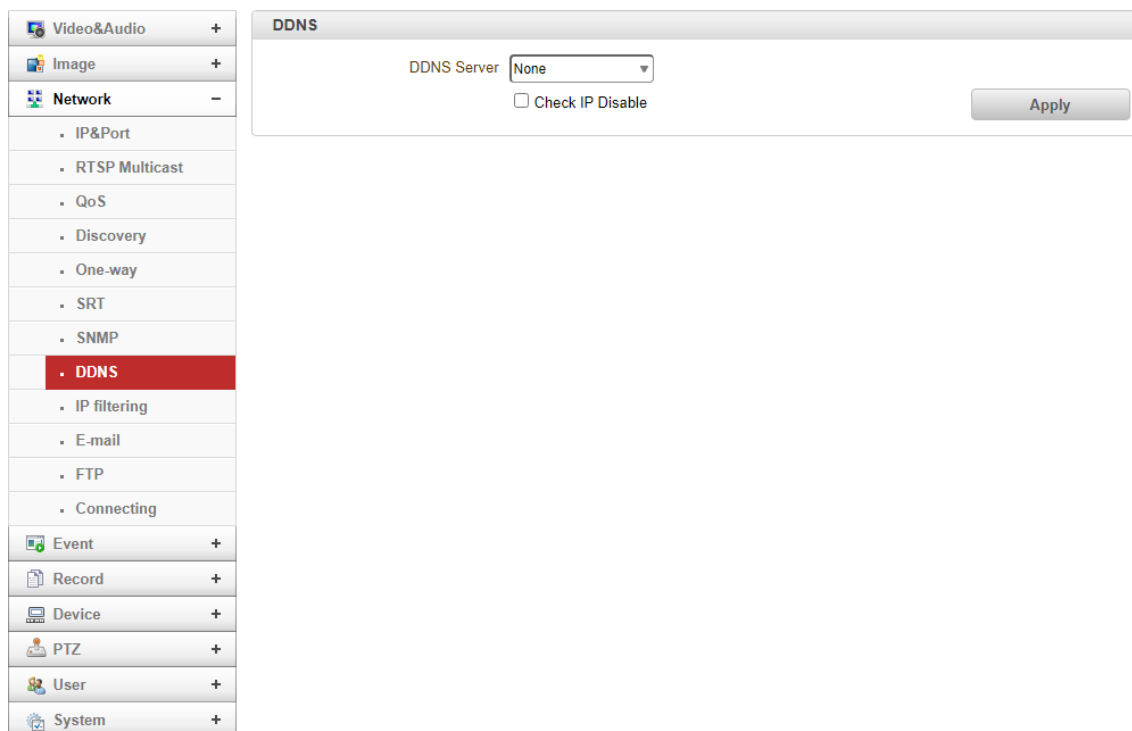 Video&Audio +
Image +
Network −
IP&Port
RTSP Multicast
QoS
Discovery
One-way
SRT
SNMP
DDNS
IP filtering
E-mail
FTP
Connecting
Event +
Record +
Device +
PTZ +
User +
System +
DDNS
DDNS Server None
Check IP Disable
Apply